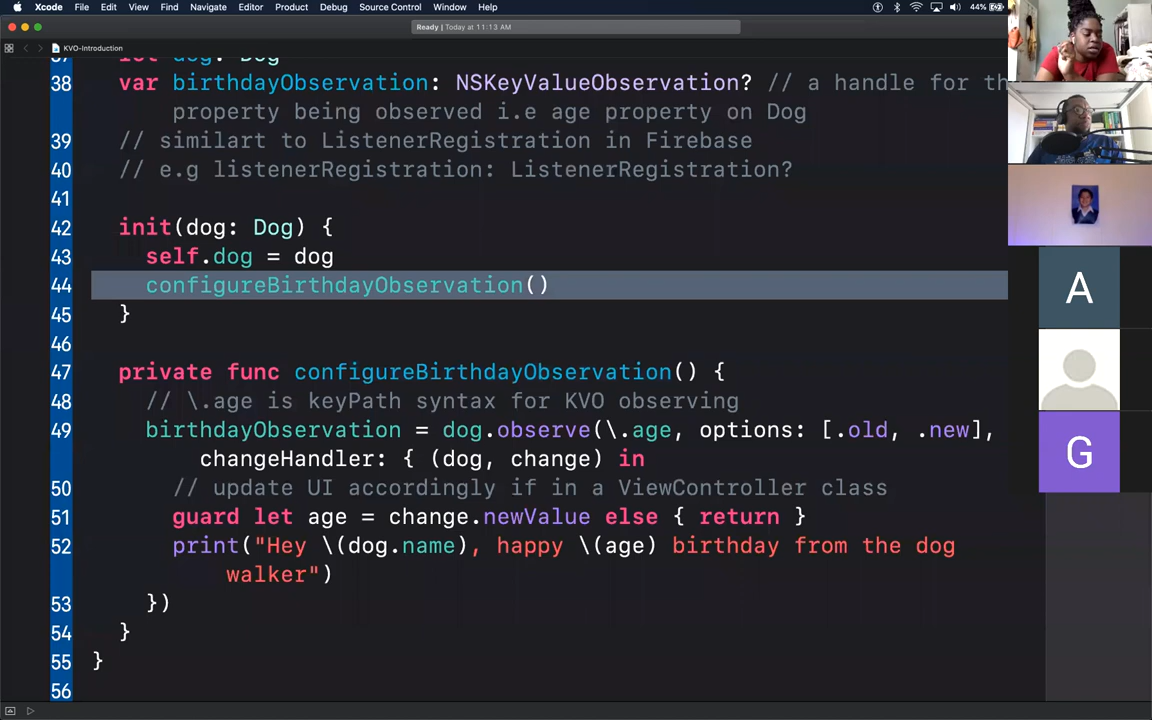 Xcode File Edit View Find Navigate Editor Product Debug Source Control Window Help 44%
Ready | Today at 11:13 AM
KVO-Introduction
37 let dog: Dog
38 var birthdayObservation: NSKeyValueObservation? // a handle for th
property being observed i.e age property on Dog
39 // similart to ListenerRegistration in Firebase
40 // e.g listenerRegistration: ListenerRegistration?
41
42 init(dog: Dog) {
43 self.dog = dog
44 configureBirthdayObservation()
45 }
46
47 private func configureBirthdayObservation() {
48 // \.age is keyPath syntax for KVO observing
49 birthdayObservation = dog.observe(\.age, options: [.old, .new],
changeHandler: { (dog, change) in
50 // update UI accordingly if in a ViewController class
51 guard let age = change.newValue else { return }
52 print("Hey \(dog.name), happy \(age) birthday from the dog
walker")
53 })
54 }
55 }
56
A
G